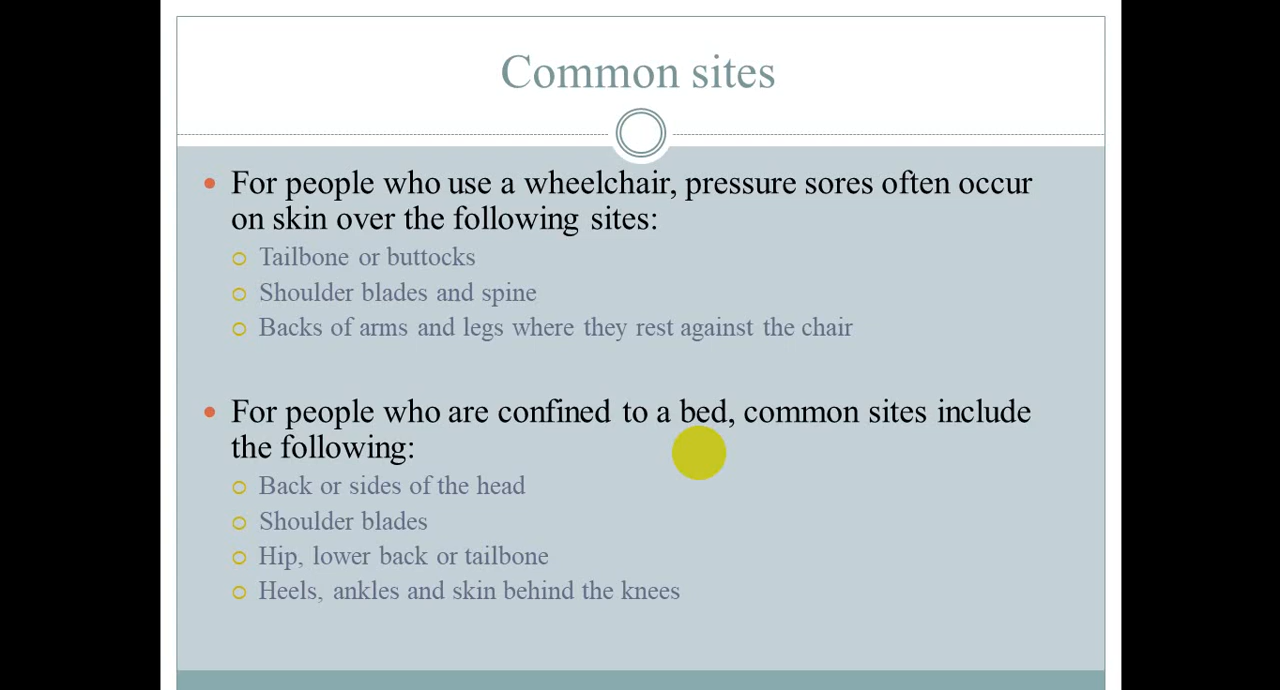 Common sites
For people who use a wheelchair, pressure sores often occur
on skin over the following sites:
Tailbone or buttocks
Shoulder blades and spine
Backs of arms and legs where they rest against the chair
For people who are confined to a bed, common sites include
the following:
Back or sides of the head
Shoulder blades
Hip, lower back or tailbone
Heels, ankles and skin behind the knees